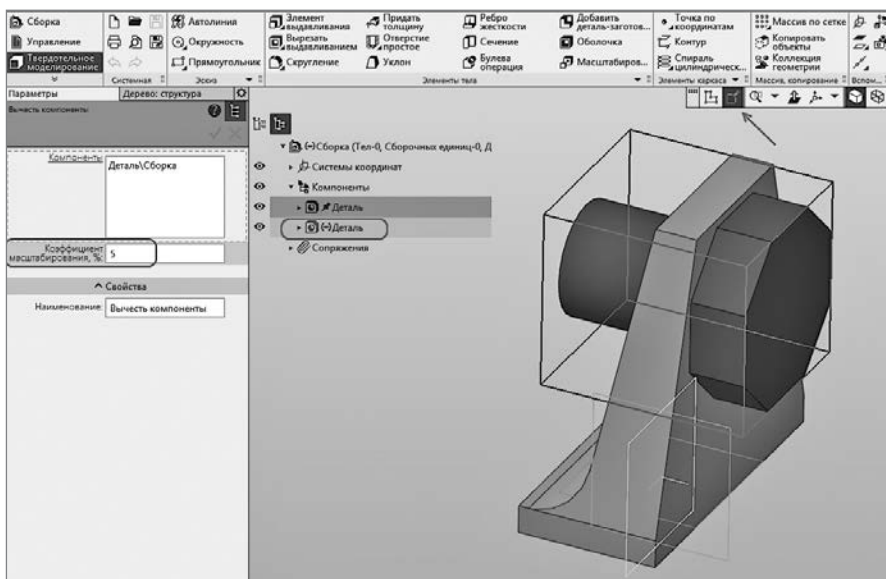 Сборка
Управление
Твердотельное
моделирование
Системная
Автолиния
Окружность
Прямоугольник
Эскиз
Элемент
выдавливания
Вырезать
выдавливанием
Скругление
Придать
толщину
Отверстие
простое
Уклон
Ребро
жесткости
Сечение
Булева
операция
Добавить
деталь-заготов...
Оболочка
Масштабиров...
Элементы тела
Точка по
координатам
Контур
Спираль
цилиндрическ...
Элементы каркаса
Массив по сетке
Копировать
объекты
Коллекция
геометрии
Массив, копирование
Вспом...
Параметры
Дерево: структура
Вычесть компоненты
Компоненты
Деталь\Сборка
Коэффициент
масштабирования, %:
5
Свойства
Наименование:
Вычесть компоненты
(-)Сборка (Тел-0, Сборочных единиц-0, Д
Системы координат
Компоненты
Деталь
(-)Деталь
Сопряжения